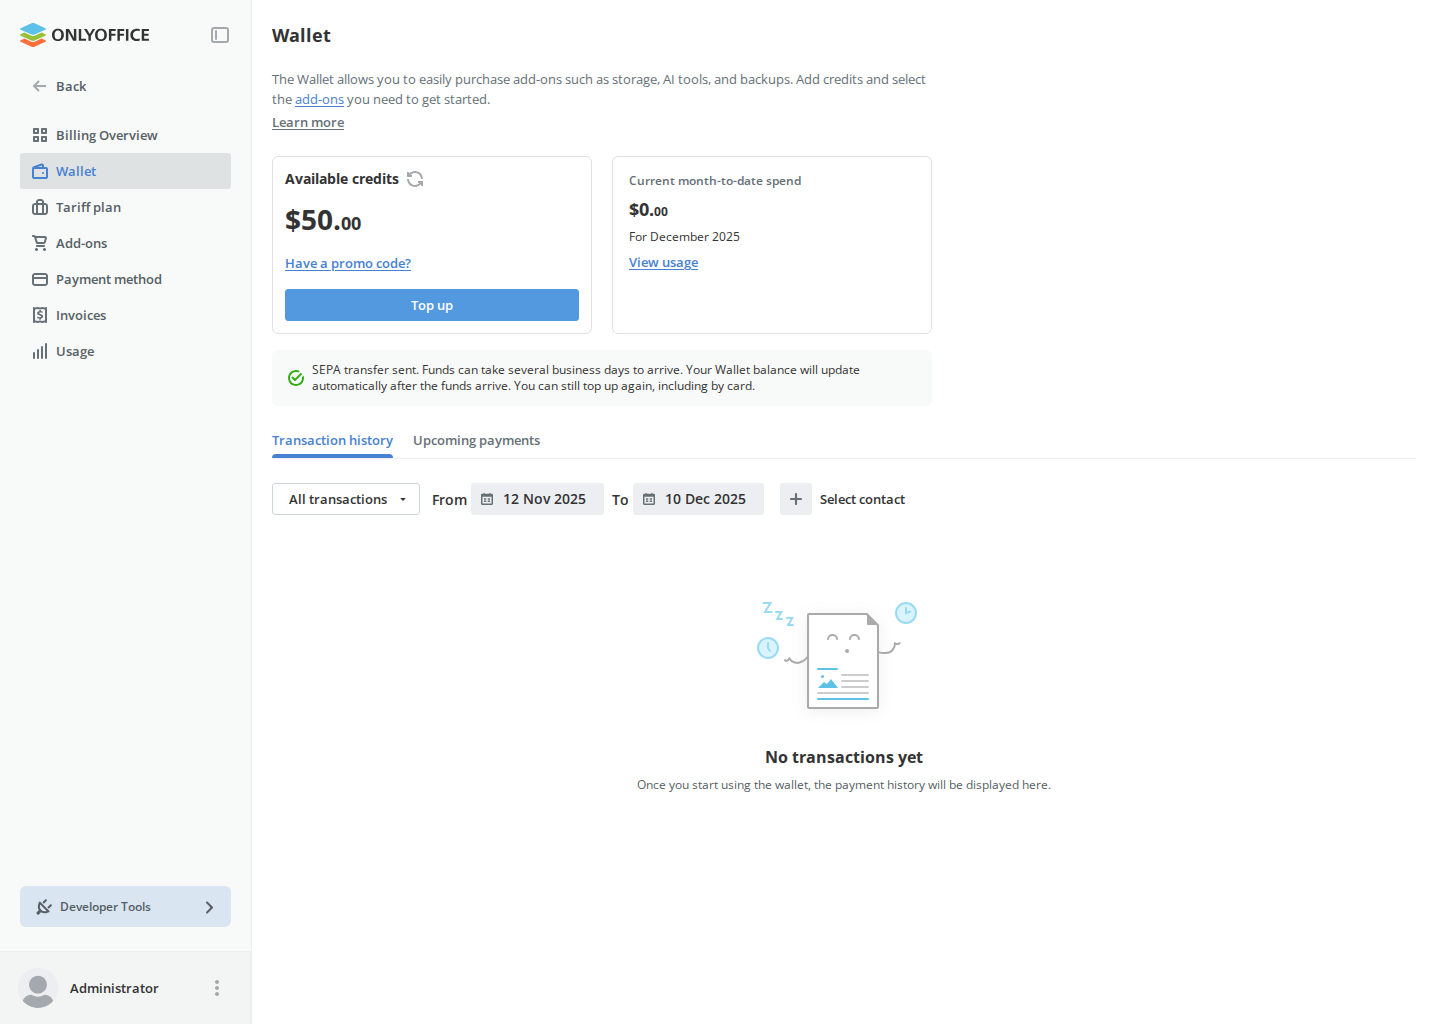 ONLYOFFICE
Back
Billing Overview
Wallet
Tariff plan
Add-ons
Payment method
Invoices
Usage
Developer Tools
Administrator
Wallet
The Wallet allows you to easily purchase add-ons such as storage, AI tools, and backups. Add credits and select
the add-ons you need to get started.
Learn more
Available credits
$50.00
Have a promo code?
Top up
Current month-to-date spend
$0.00
For December 2025
View usage
SEPA transfer sent. Funds can take several business days to arrive. Your Wallet balance will update
automatically after the funds arrive. You can still top up again, including by card.
Transaction history Upcoming payments
All transactions From 12 Nov 2025 To 10 Dec 2025 Select contact
Z z z
No transactions yet
Once you start using the wallet, the payment history will be displayed here.